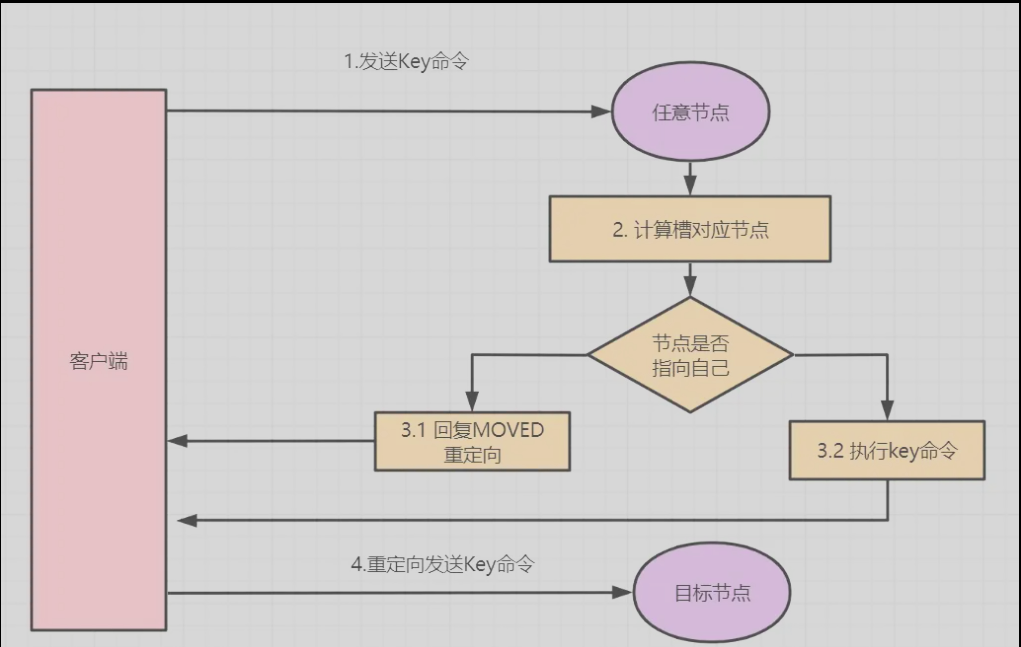 1.发送Key命令
任意节点
2. 计算槽对应节点
节点是否
指向自己
客户端
3.1 回复MOVED
重定向
3.2 执行key命令
4.重定向发送Key命令
目标节点